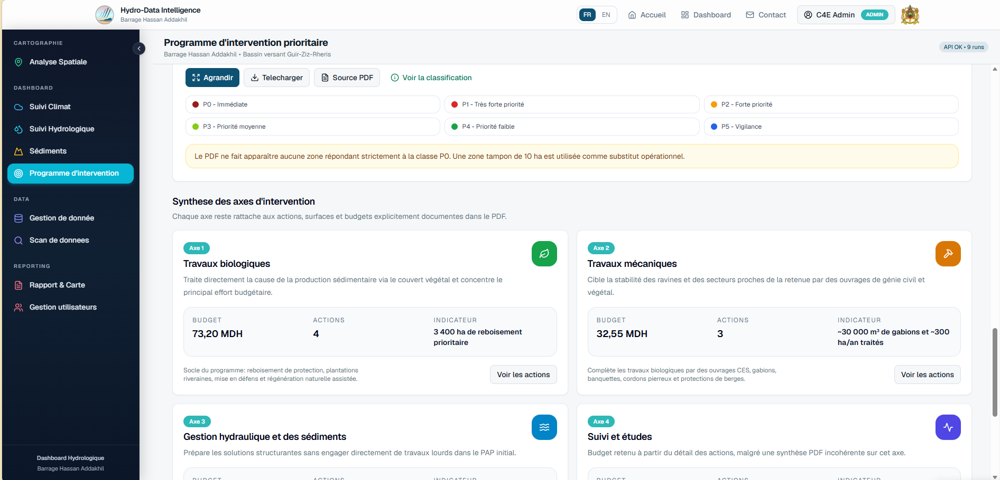 Hydro-Data Intelligence
Barrage Hassan Addakhil
FR
EN
Accueil
Dashboard
Contact
C4E Admin
ADMIN
CARTOGRAPHIE
Analyse Spatiale
DASHBOARD
Suivi Climat
Suivi Hydrologique
Sédiments
Programme d'intervention
DATA
Gestion de donnée
Scan de donnees
REPORTING
Rapport & Carte
Gestion utilisateurs
Dashboard Hydrologique
Barrage Hassan Addakhil
Programme d'intervention prioritaire
Barrage Hassan Addakhil • Bassin versant Guir-Ziz-Rheris
API OK • 9 runs
Agrandir
Telecharger
Source PDF
Voir la classification
P0 - Immédiate
P1 - Très forte priorité
P2 - Forte priorité
P3 - Priorité moyenne
P4 - Priorité faible
P5 - Vigilance
Le PDF ne fait apparaître aucune zone répondant strictement à la classe P0. Une zone tampon de 10 ha est utilisée comme substitut opérationnel.
Synthese des axes d'intervention
Chaque axe reste rattache aux actions, surfaces et budgets explicitement documentes dans le PDF.
Axe 1
Travaux biologiques
Traite directement la cause de la production sédimentaire via le couvert végétal et concentre le
principal effort budgétaire.
BUDGET
73,20 MDH
ACTIONS
4
INDICATEUR
3 400 ha de reboisement
prioritaire
Socle du programme: reboisement de protection, plantations
riveraines, mise en défens et régénération naturelle assistée.
Voir les actions
Axe 2
Travaux mécaniques
Cible la stabilité des ravines et des secteurs proches de la retenue par des ouvrages de génie civil et
végétal.
BUDGET
32,55 MDH
ACTIONS
3
INDICATEUR
~30 000 m³ de gabions et ~300
ha/an traités
Complète les travaux biologiques par des ouvrages CES, gabions,
banquettes, cordons pierreux et protections de berges.
Voir les actions
Axe 3
Gestion hydraulique et des sédiments
Prépare les solutions structurantes sans engager directement de travaux lourds dans le PAP initial.
BUDGET
ACTIONS
INDICATEUR
Axe 4
Suivi et études
Budget retenu à partir du détail des actions, malgré une synthèse PDF incohérente sur cet axe.
BUDGET
ACTIONS
INDICATEUR